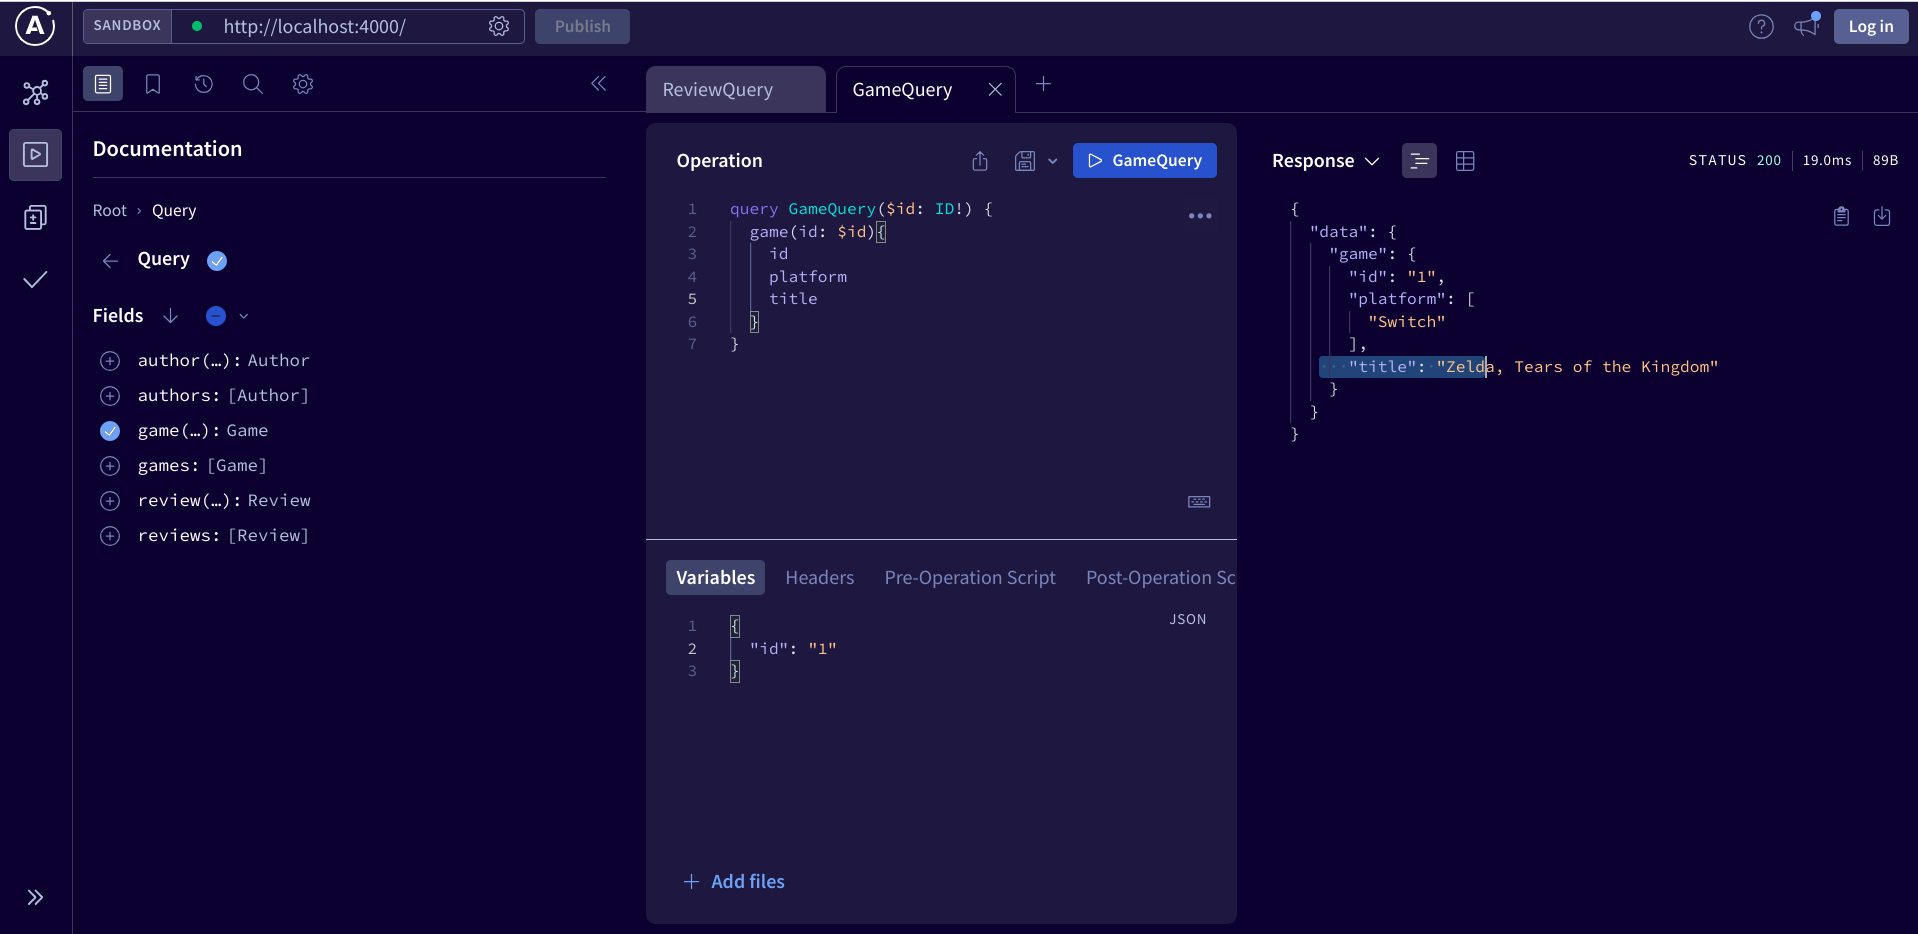 SANDBOX
http://localhost:4000/
Publish
Log in
Documentation
Root › Query
Query
Fields
author(…): Author
authors: [Author]
game(…): Game
games: [Game]
review(…): Review
reviews: [Review]
ReviewQuery
GameQuery
Operation
GameQuery
1 query GameQuery($id: ID!) {
2 game(id: $id){
3 id
4 platform
5 title
6 }
7 }
Variables Headers Pre-Operation Script Post-Operation Sc
JSON
1 {
2 "id": "1"
3 }
+ Add files
Response
STATUS 200 19.0ms 89B
{
"data": {
"game": {
"id": "1",
"platform": [
"Switch"
],
"title": "Zelda, Tears of the Kingdom"
}
}
}